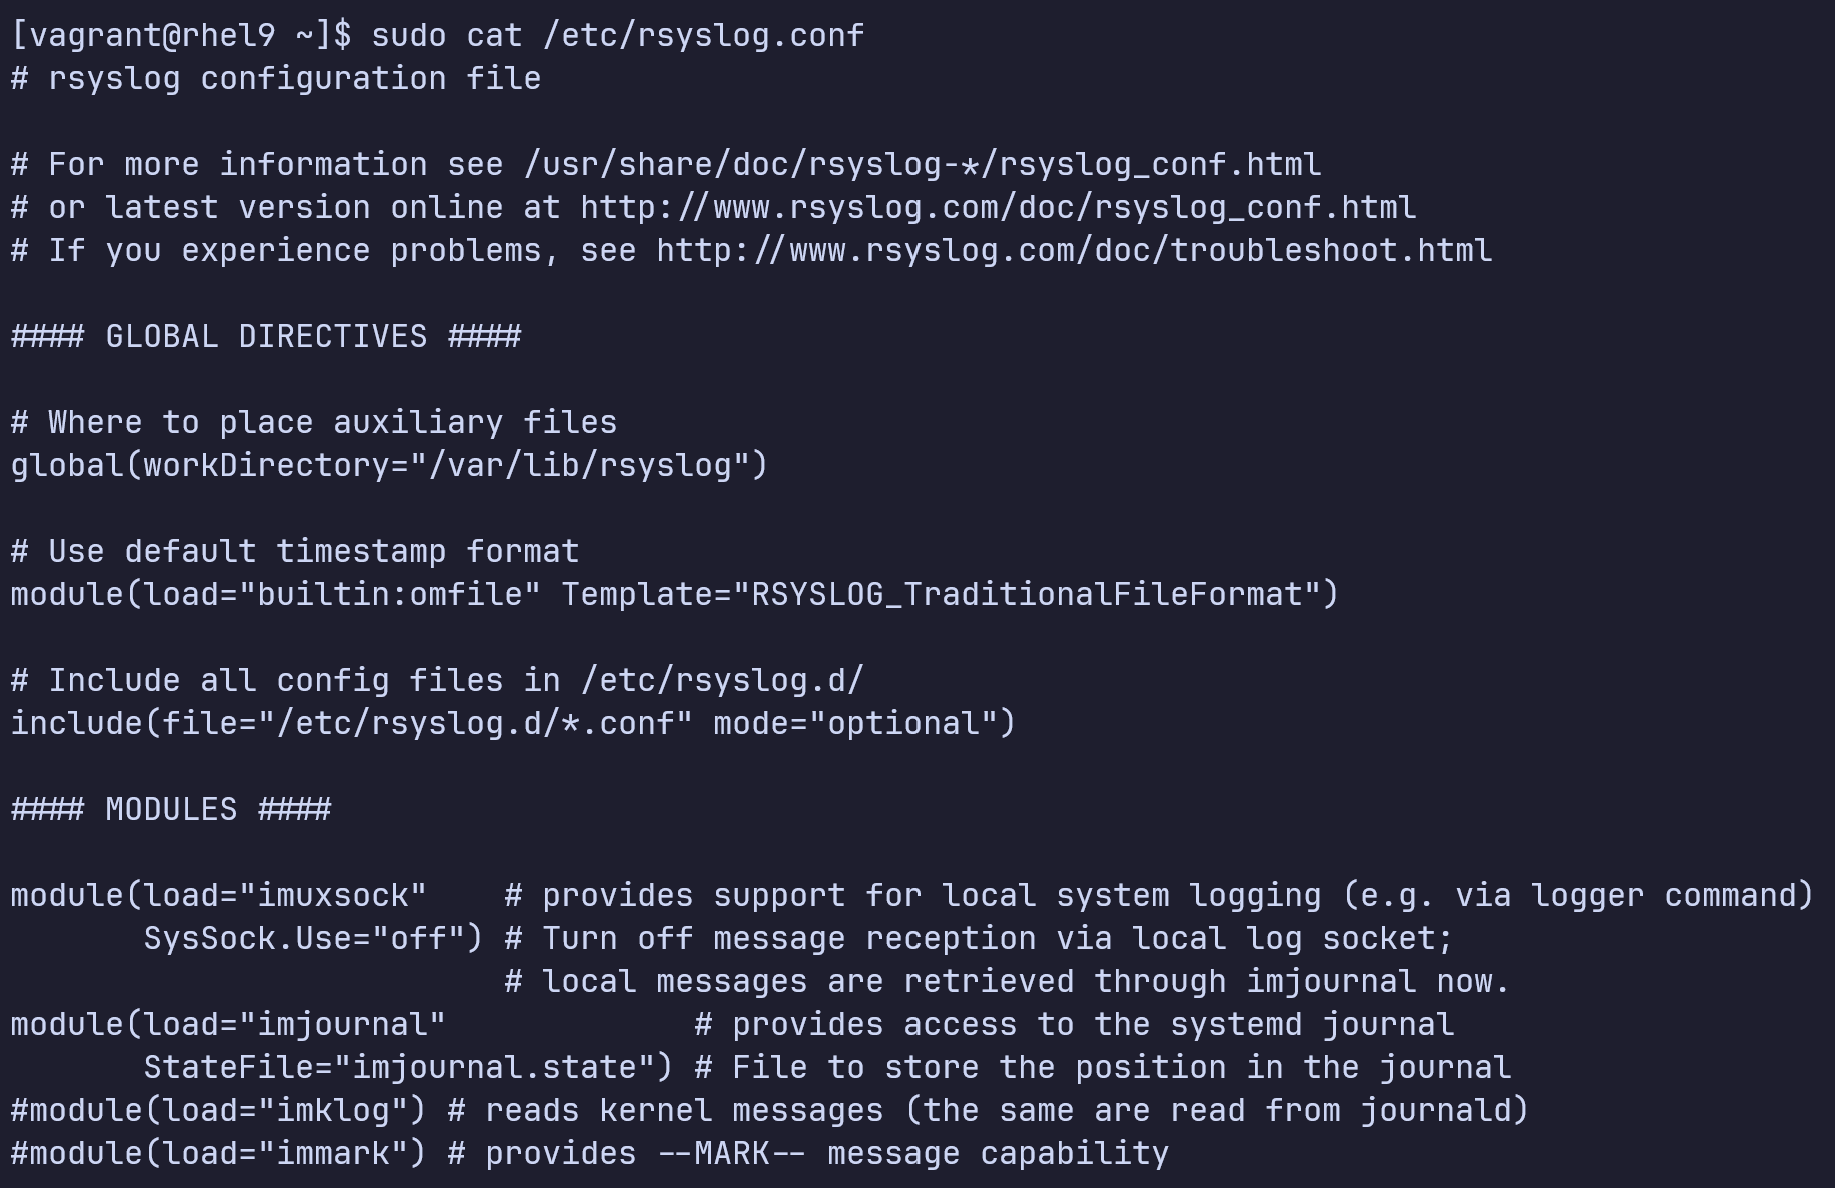 [vagrant@rhel9 ~]$ sudo cat /etc/rsyslog.conf
# rsyslog configuration file

# For more information see /usr/share/doc/rsyslog-*/rsyslog_conf.html
# or latest version online at http://www.rsyslog.com/doc/rsyslog_conf.html
# If you experience problems, see http://www.rsyslog.com/doc/troubleshoot.html

#### GLOBAL DIRECTIVES ####

# Where to place auxiliary files
global(workDirectory="/var/lib/rsyslog")

# Use default timestamp format
module(load="builtin:omfile" Template="RSYSLOG_TraditionalFileFormat")

# Include all config files in /etc/rsyslog.d/
include(file="/etc/rsyslog.d/*.conf" mode="optional")

#### MODULES ####

module(load="imuxsock"    # provides support for local system logging (e.g. via logger command)
       SysSock.Use="off") # Turn off message reception via local log socket;
                          # local messages are retrieved through imjournal now.
module(load="imjournal"             # provides access to the systemd journal
       StateFile="imjournal.state") # File to store the position in the journal
#module(load="imklog") # reads kernel messages (the same are read from journald)
#module(load="immark") # provides --MARK-- message capability